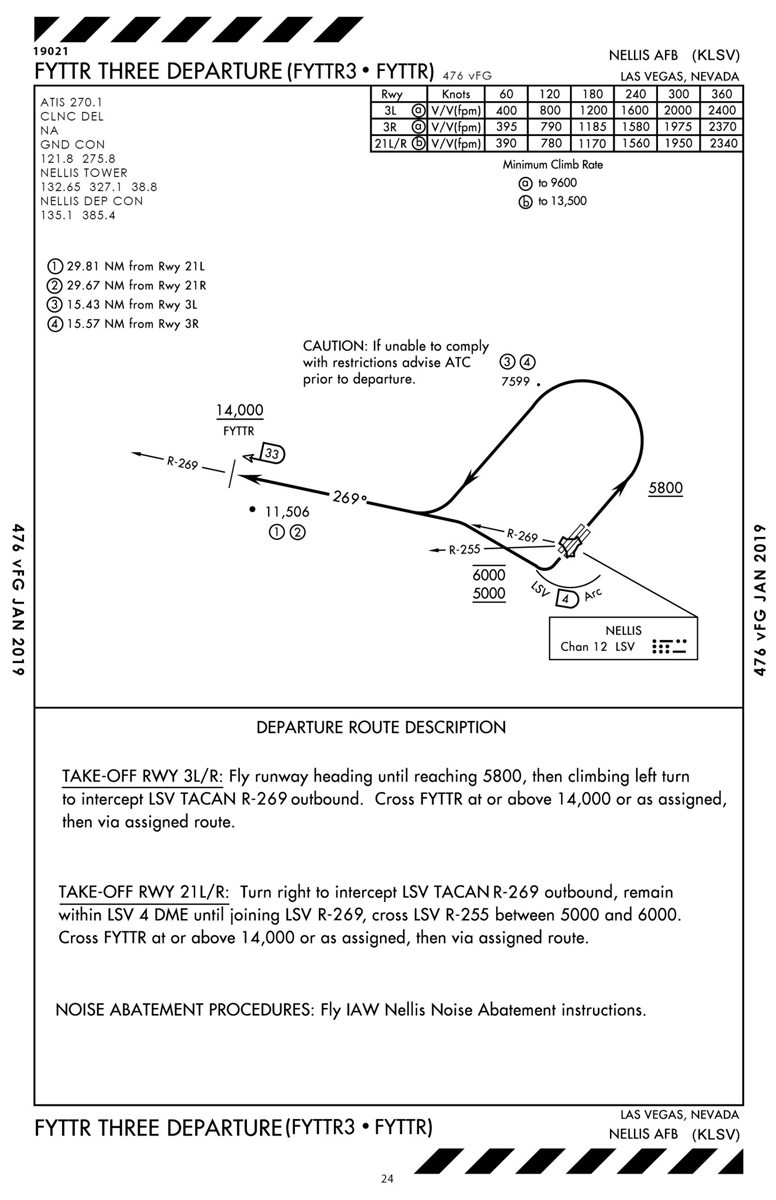 19021
FYTTR THREE DEPARTURE (FYTTR3 • FYTTR) 476 vFG
NELLIS AFB (KLSV)
LAS VEGAS, NEVADA
ATIS 270.1
CLNC DEL
NA
GND CON
121.8 275.8
NELLIS TOWER
132.65 327.1 38.8
NELLIS DEP CON
135.1 385.4
Rwy Knots 60 120 180 240 300 360
3L ⓐ V/V(fpm) 400 800 1200 1600 2000 2400
3R ⓐ V/V(fpm) 395 790 1185 1580 1975 2370
21L/R ⓑ V/V(fpm) 390 780 1170 1560 1950 2340
Minimum Climb Rate
ⓐ to 9600
ⓑ to 13,500
① 29.81 NM from Rwy 21L
② 29.67 NM from Rwy 21R
③ 15.43 NM from Rwy 3L
④ 15.57 NM from Rwy 3R
CAUTION: If unable to comply
with restrictions advise ATC
prior to departure.
③ ④
7599
14,000
FYTTR
33
R-269
269°
11,506
① ②
5800
R-269
R-255
6000
5000
LSV 4 Arc
NELLIS
Chan 12 LSV
476 vFG JAN 2019
476 vFG JAN 2019
DEPARTURE ROUTE DESCRIPTION
TAKE-OFF RWY 3L/R: Fly runway heading until reaching 5800, then climbing left turn
to intercept LSV TACAN R-269 outbound. Cross FYTTR at or above 14,000 or as assigned,
then via assigned route.
TAKE-OFF RWY 21L/R: Turn right to intercept LSV TACAN R-269 outbound, remain
within LSV 4 DME until joining LSV R-269, cross LSV R-255 between 5000 and 6000.
Cross FYTTR at or above 14,000 or as assigned, then via assigned route.
NOISE ABATEMENT PROCEDURES: Fly IAW Nellis Noise Abatement instructions.
FYTTR THREE DEPARTURE (FYTTR3 • FYTTR)
LAS VEGAS, NEVADA
NELLIS AFB (KLSV)
24